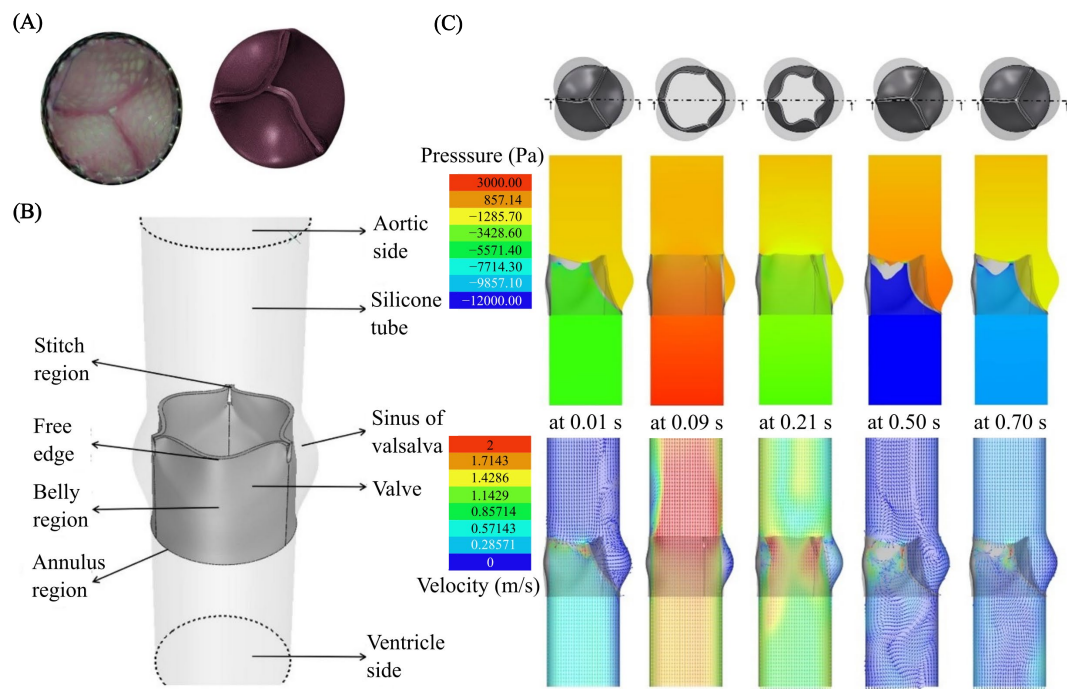 (A)
(B)
Aortic
side
Silicone
tube
Stitch
region
Free
edge
Sinus of
valsalva
Belly
region
Valve
Annulus
region
Ventricle
side
(C)
Presssure (Pa)
3000.00
857.14
−1285.70
−3428.60
−5571.40
−7714.30
−9857.10
−12000.00
at 0.01 s
at 0.09 s
at 0.21 s
at 0.50 s
at 0.70 s
2
1.7143
1.4286
1.1429
0.85714
0.57143
0.28571
0
Velocity (m/s)